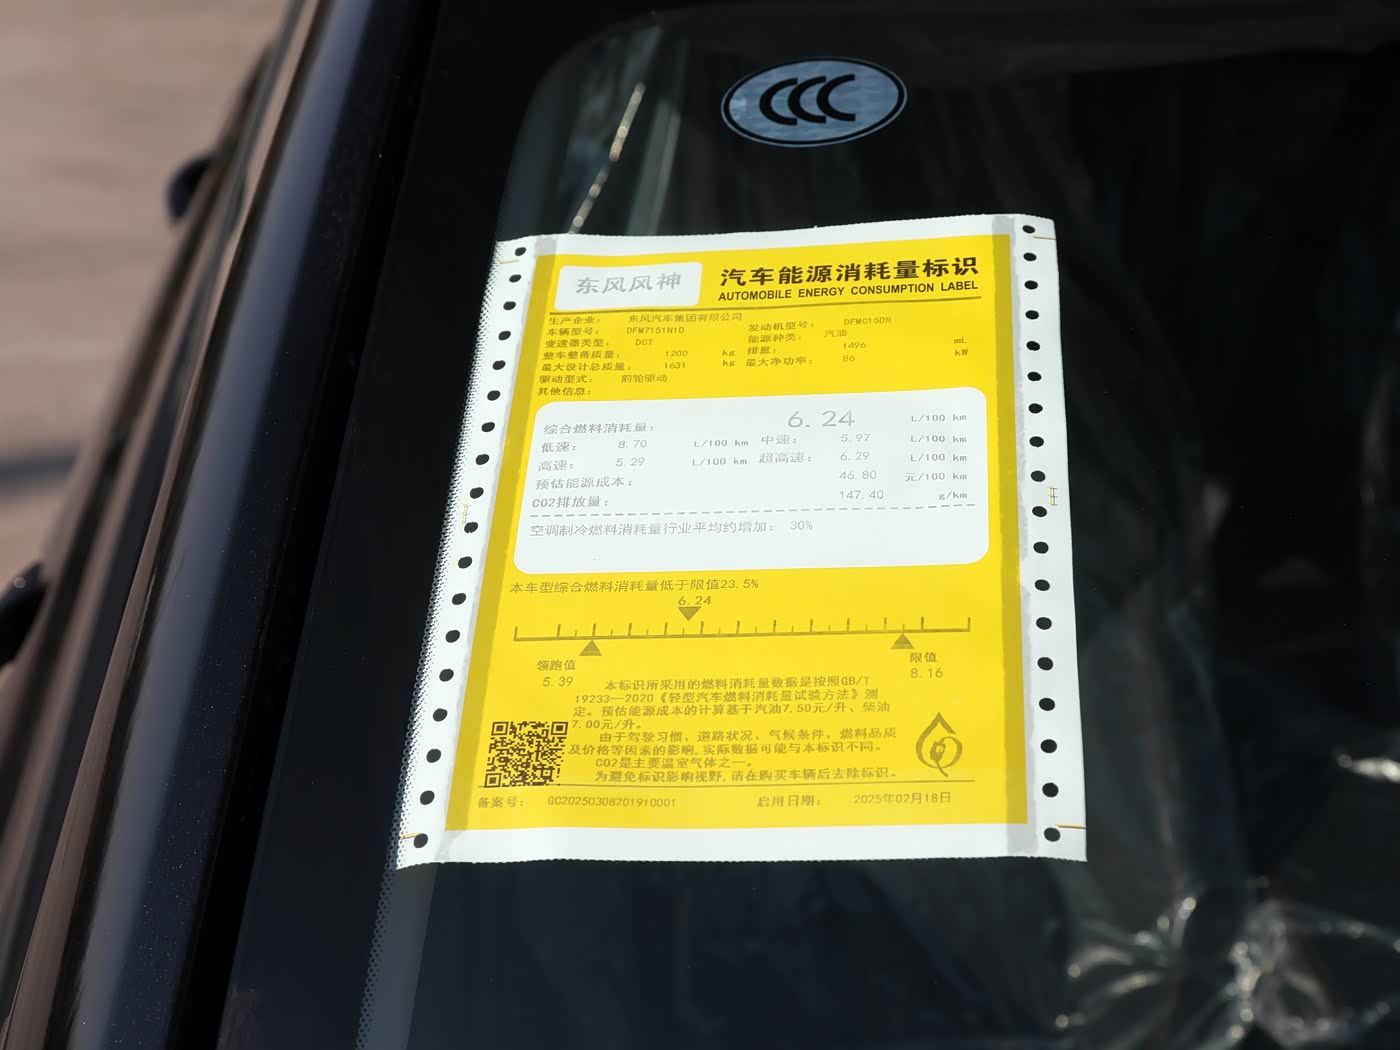 CCC
东风风神
汽车能源消耗量标识
AUTOMOBILE ENERGY CONSUMPTION LABEL
生产企业： 东风汽车集团有限公司
车辆型号： DFM7151N1D 发动机型号： DFMC15DR
变速器类型： DCT 能源种类： 汽油
整车整备质量： 1200 kg 排量： 1496 mL
最大设计总质量： 1631 kg 最大净功率： 86 kW
驱动型式： 前轮驱动
其他信息：
综合燃料消耗量： 6.24 L/100 km
低速： 8.70 L/100 km 中速： 5.97 L/100 km
高速： 5.29 L/100 km 超高速： 6.29 L/100 km
预估能源成本： 46.80 元/100 km
CO2排放量： 147.40 g/km
空调制冷燃料消耗量行业平均约增加： 30%
本车型综合燃料消耗量低于限值23.5%
6.24
领跑值 限值
5.39 8.16
本标识所采用的燃料消耗量数据是按照GB/T
19233—2020《轻型汽车燃料消耗量试验方法》测
定。预估能源成本的计算基于汽油7.50元/升、柴油
7.00元/升。
由于驾驶习惯、道路状况、气候条件、燃料品质
及价格等因素的影响,实际数据可能与本标识不同。
CO2是主要温室气体之一。
为避免标识影响视野,请在购买车辆后去除标识。
备案号： GC20250308201910001 启用日期： 2025年02月18日